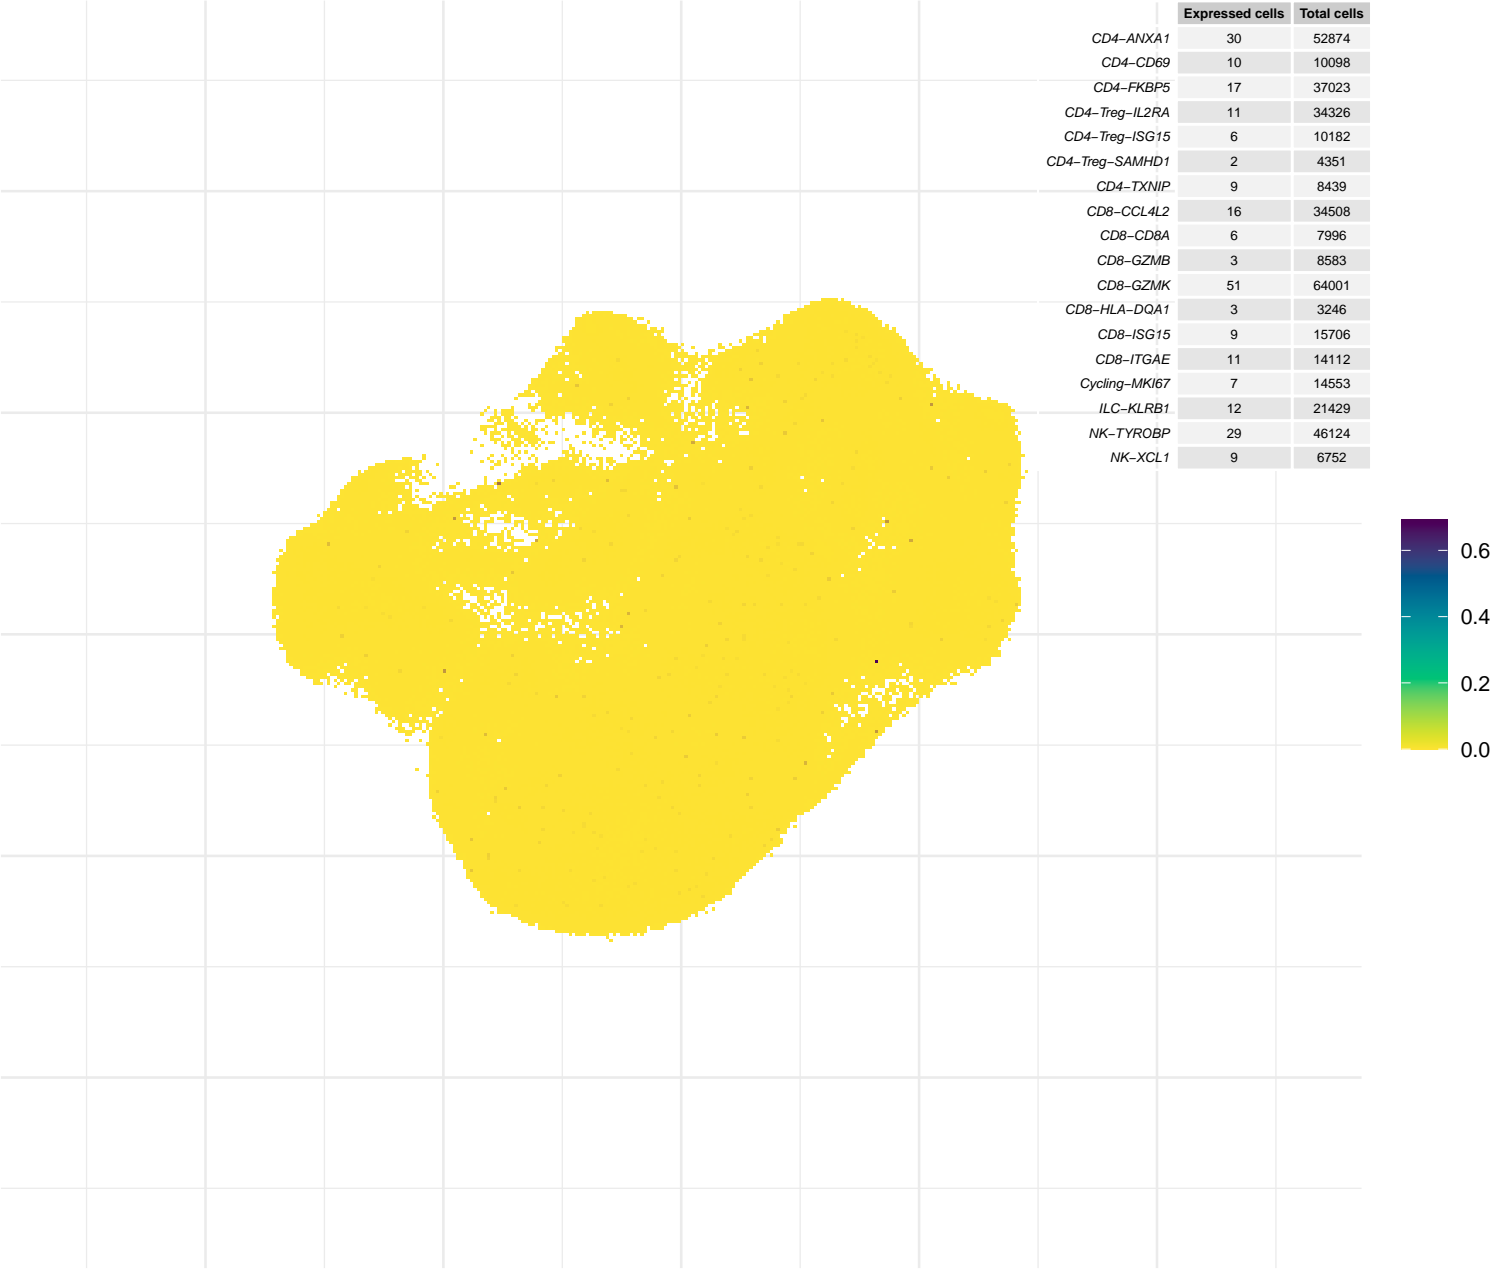 Expressed cells Total cells
CD4−ANXA1 30 52874
CD4−CD69 10 10098
CD4−FKBP5 17 37023
CD4−Treg−IL2RA 11 34326
CD4−Treg−ISG15 6 10182
CD4−Treg−SAMHD1 2 4351
CD4−TXNIP 9 8439
CD8−CCL4L2 16 34508
CD8−CD8A 6 7996
CD8−GZMB 3 8583
CD8−GZMK 51 64001
CD8−HLA−DQA1 3 3246
CD8−ISG15 9 15706
CD8−ITGAE 11 14112
Cycling−MKI67 7 14553
ILC−KLRB1 12 21429
NK−TYROBP 29 46124
NK−XCL1 9 6752
0.6
0.4
0.2
0.0